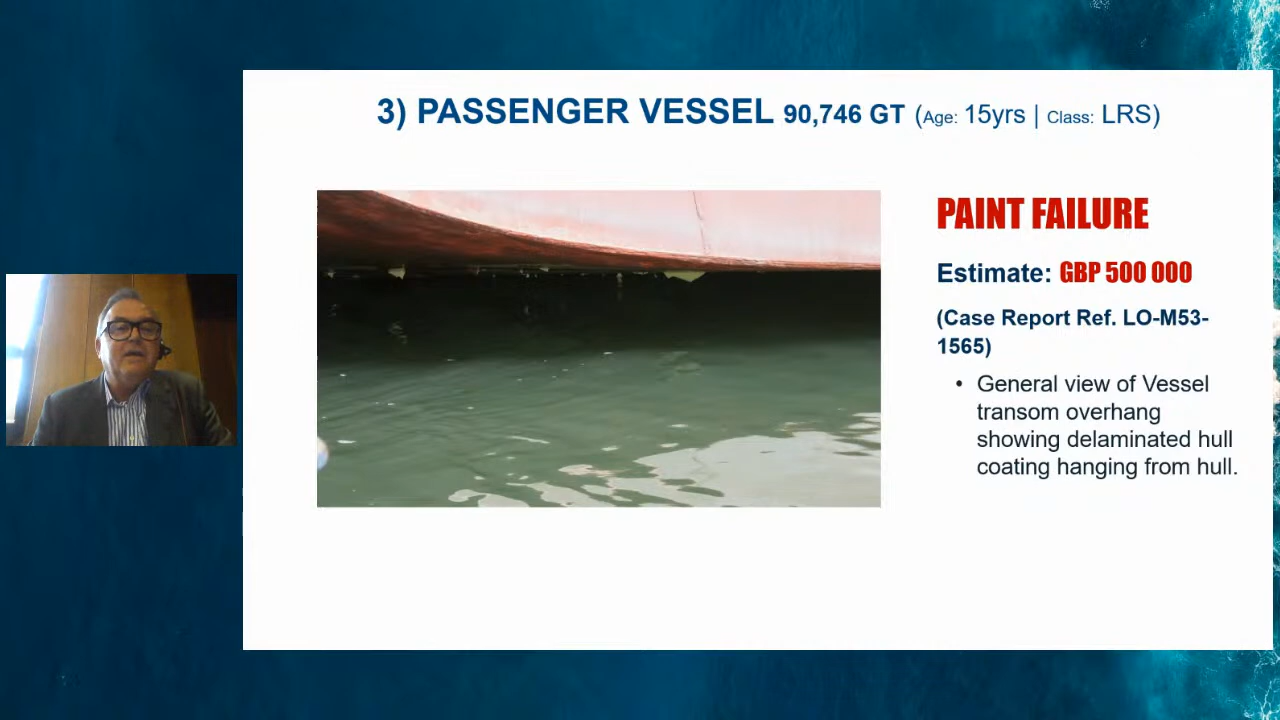 3) PASSENGER VESSEL 90,746 GT (Age: 15yrs | Class: LRS)
PAINT FAILURE
Estimate: GBP 500 000
(Case Report Ref. LO-M53-
1565)
• General view of Vessel
transom overhang
showing delaminated hull
coating hanging from hull.